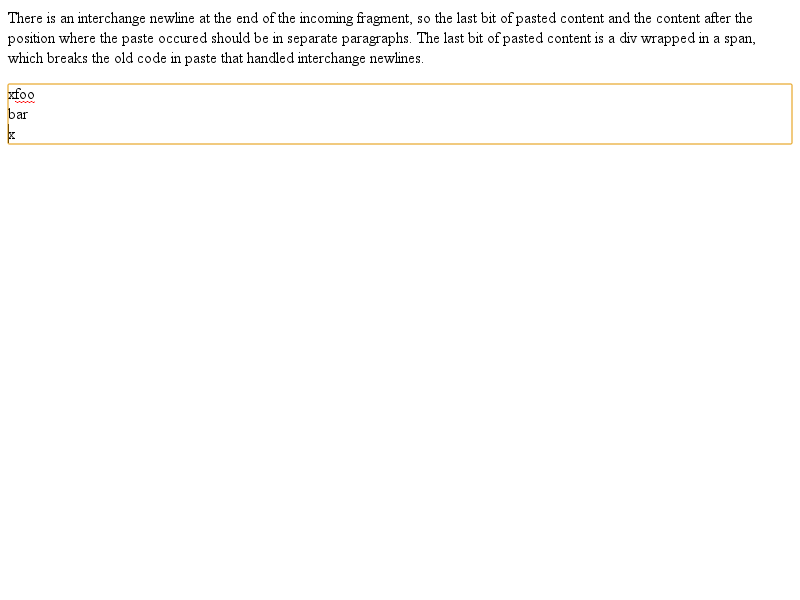 There is an interchange newline at the end of the incoming fragment, so the last bit of pasted content and the content after the
position where the paste occured should be in separate paragraphs. The last bit of pasted content is a div wrapped in a span,
which breaks the old code in paste that handled interchange newlines.
xfoo
bar
x